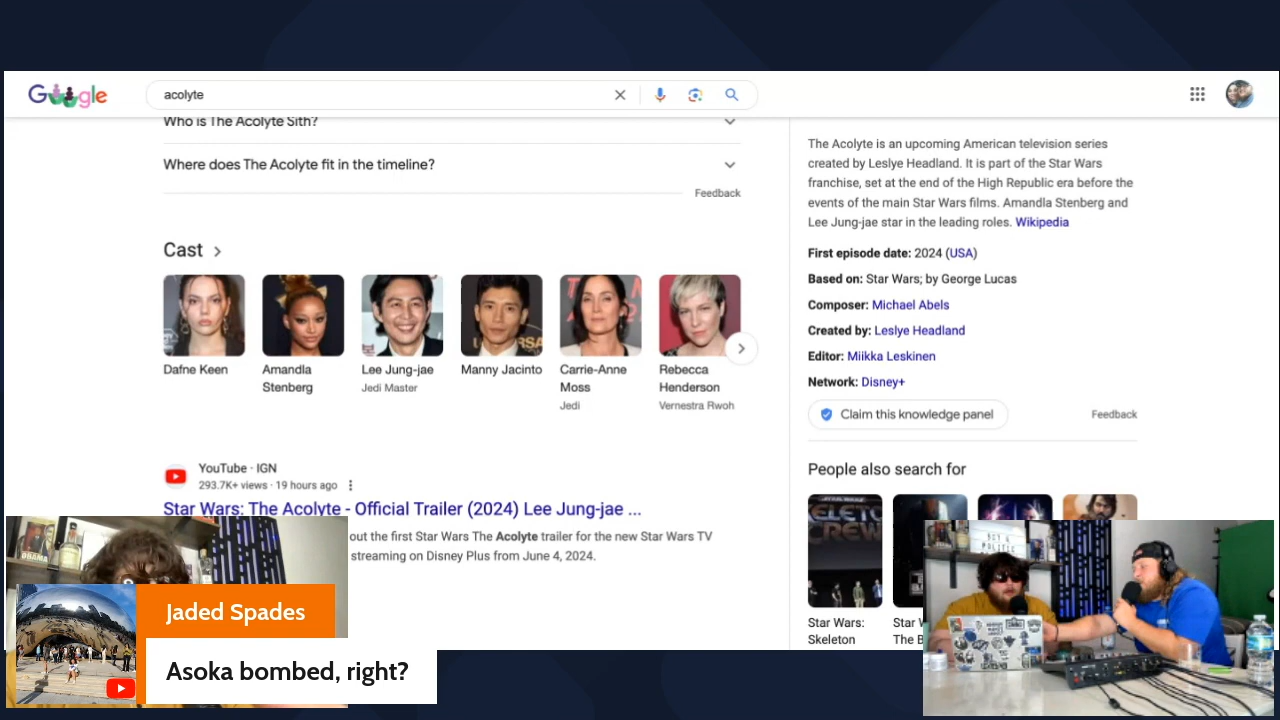 Google
acolyte
Who is The Acolyte Sith?
Where does The Acolyte fit in the timeline?
Feedback
Cast
Dafne Keen
Amandla
Stenberg
Lee Jung-jae
Jedi Master
Manny Jacinto
Carrie-Anne
Moss
Jedi
Rebecca
Henderson
Vernestra Rwoh
YouTube · IGN
293.7K+ views · 19 hours ago
Star Wars: The Acolyte - Official Trailer (2024) Lee Jung-jae ...
out the first Star Wars The Acolyte trailer for the new Star Wars TV
streaming on Disney Plus from June 4, 2024.
The Acolyte is an upcoming American television series
created by Leslye Headland. It is part of the Star Wars
franchise, set at the end of the High Republic era before the
events of the main Star Wars films. Amandla Stenberg and
Lee Jung-jae star in the leading roles. Wikipedia
First episode date: 2024 (USA)
Based on: Star Wars; by George Lucas
Composer: Michael Abels
Created by: Leslye Headland
Editor: Miikka Leskinen
Network: Disney+
Claim this knowledge panel
Feedback
People also search for
Star Wars:
Skeleton
Star W
The B
Jaded Spades
Asoka bombed, right?